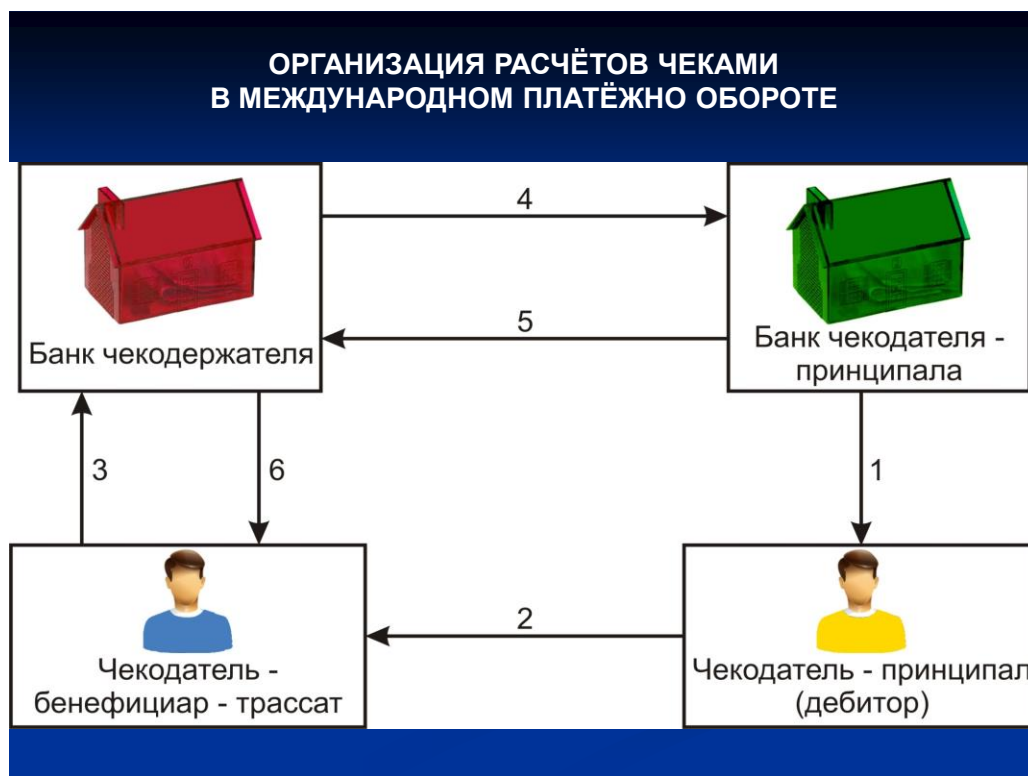 ОРГАНИЗАЦИЯ РАСЧЁТОВ ЧЕКАМИ
В МЕЖДУНАРОДНОМ ПЛАТЁЖНО ОБОРОТЕ
4
5
Банк чекодержателя
Банк чекодателя -
принципала
3
6
1
2
Чекодатель -
бенефициар - трассат
Чекодатель - принципал
(дебитор)